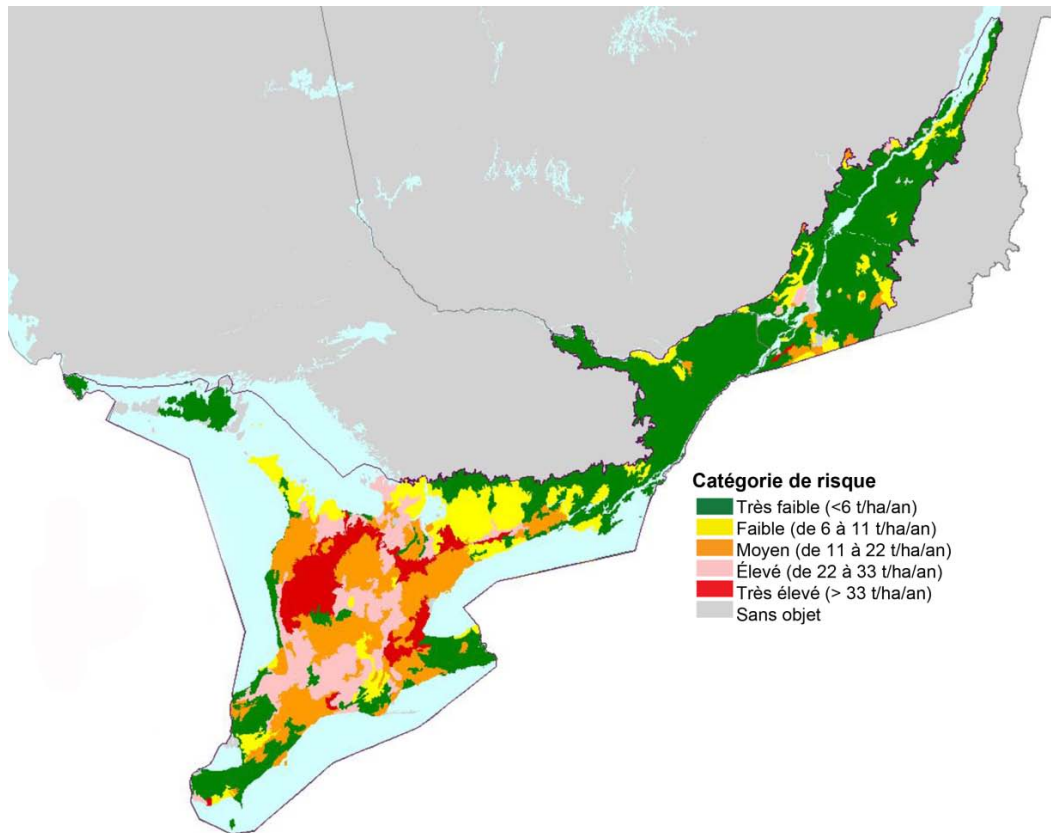 Catégorie de risque
Très faible (<6 t/ha/an)
Faible (de 6 à 11 t/ha/an)
Moyen (de 11 à 22 t/ha/an)
Élevé (de 22 à 33 t/ha/an)
Très élevé (> 33 t/ha/an)
Sans objet